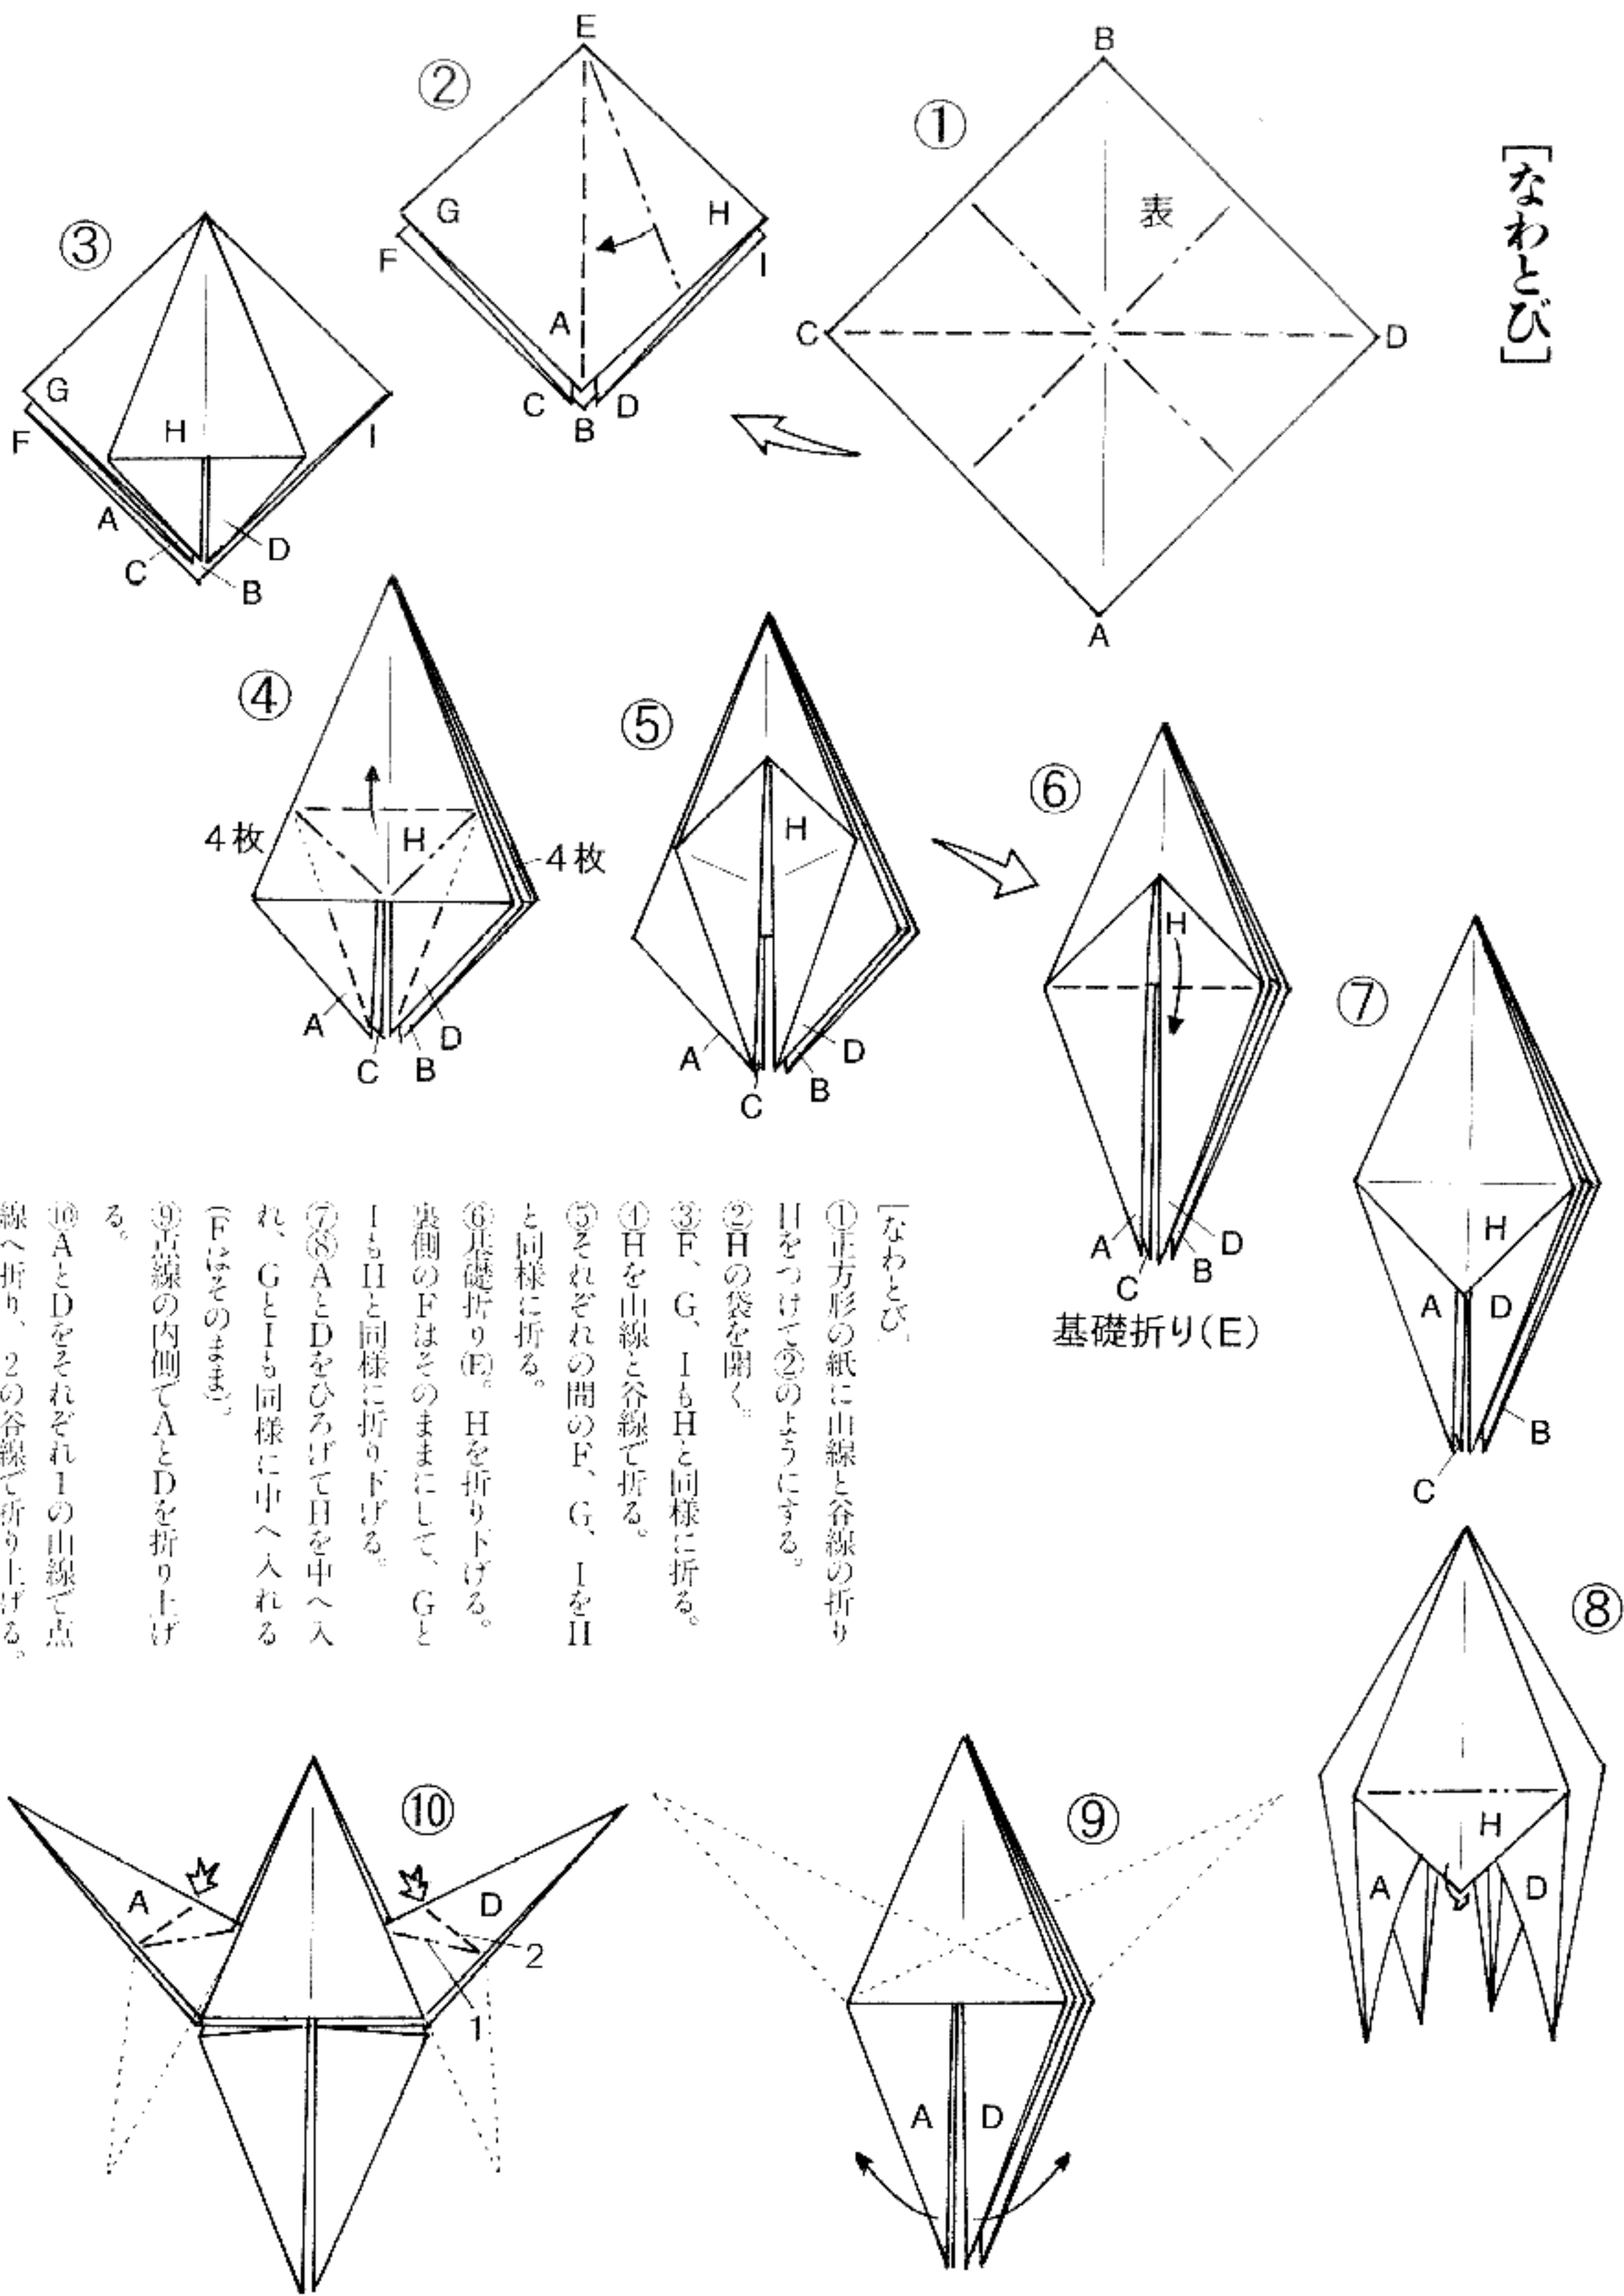 [なわとび]
①
B
表
C
D
A
②
E
G
H
F
I
A
C
B
D
③
G
H
F
I
A
C
B
D
④
4枚
H
4枚
A
C
B
D
⑤
H
A
C
B
D
⑥
H
A
C
B
D
基礎折り(E)
⑦
H
A
D
B
C
⑧
H
A
D
[なわとび]
①正方形の紙に山線と谷線の折り
目をつけて②のようにする。
②Hの袋を開く。
③F、G、IもHと同様に折る。
④Hを山線と谷線で折る。
⑤それぞれの間のF、G、IをH
と同様に折る。
⑥基礎折り(E)。Hを折り下げる。
裏側のFはそのままにして、Gと
IもHと同様に折り下げる。
⑦⑧AとDをひろげてHを中へ入
れ、GとIも同様に中へ入れる
(Fはそのまま)。
⑨点線の内側でAとDを折り上げ
る。
⑩AとDをそれぞれ1の山線で点
線へ折り、2の谷線で折り上げる。
⑨
A
D
⑩
A
D
2
1